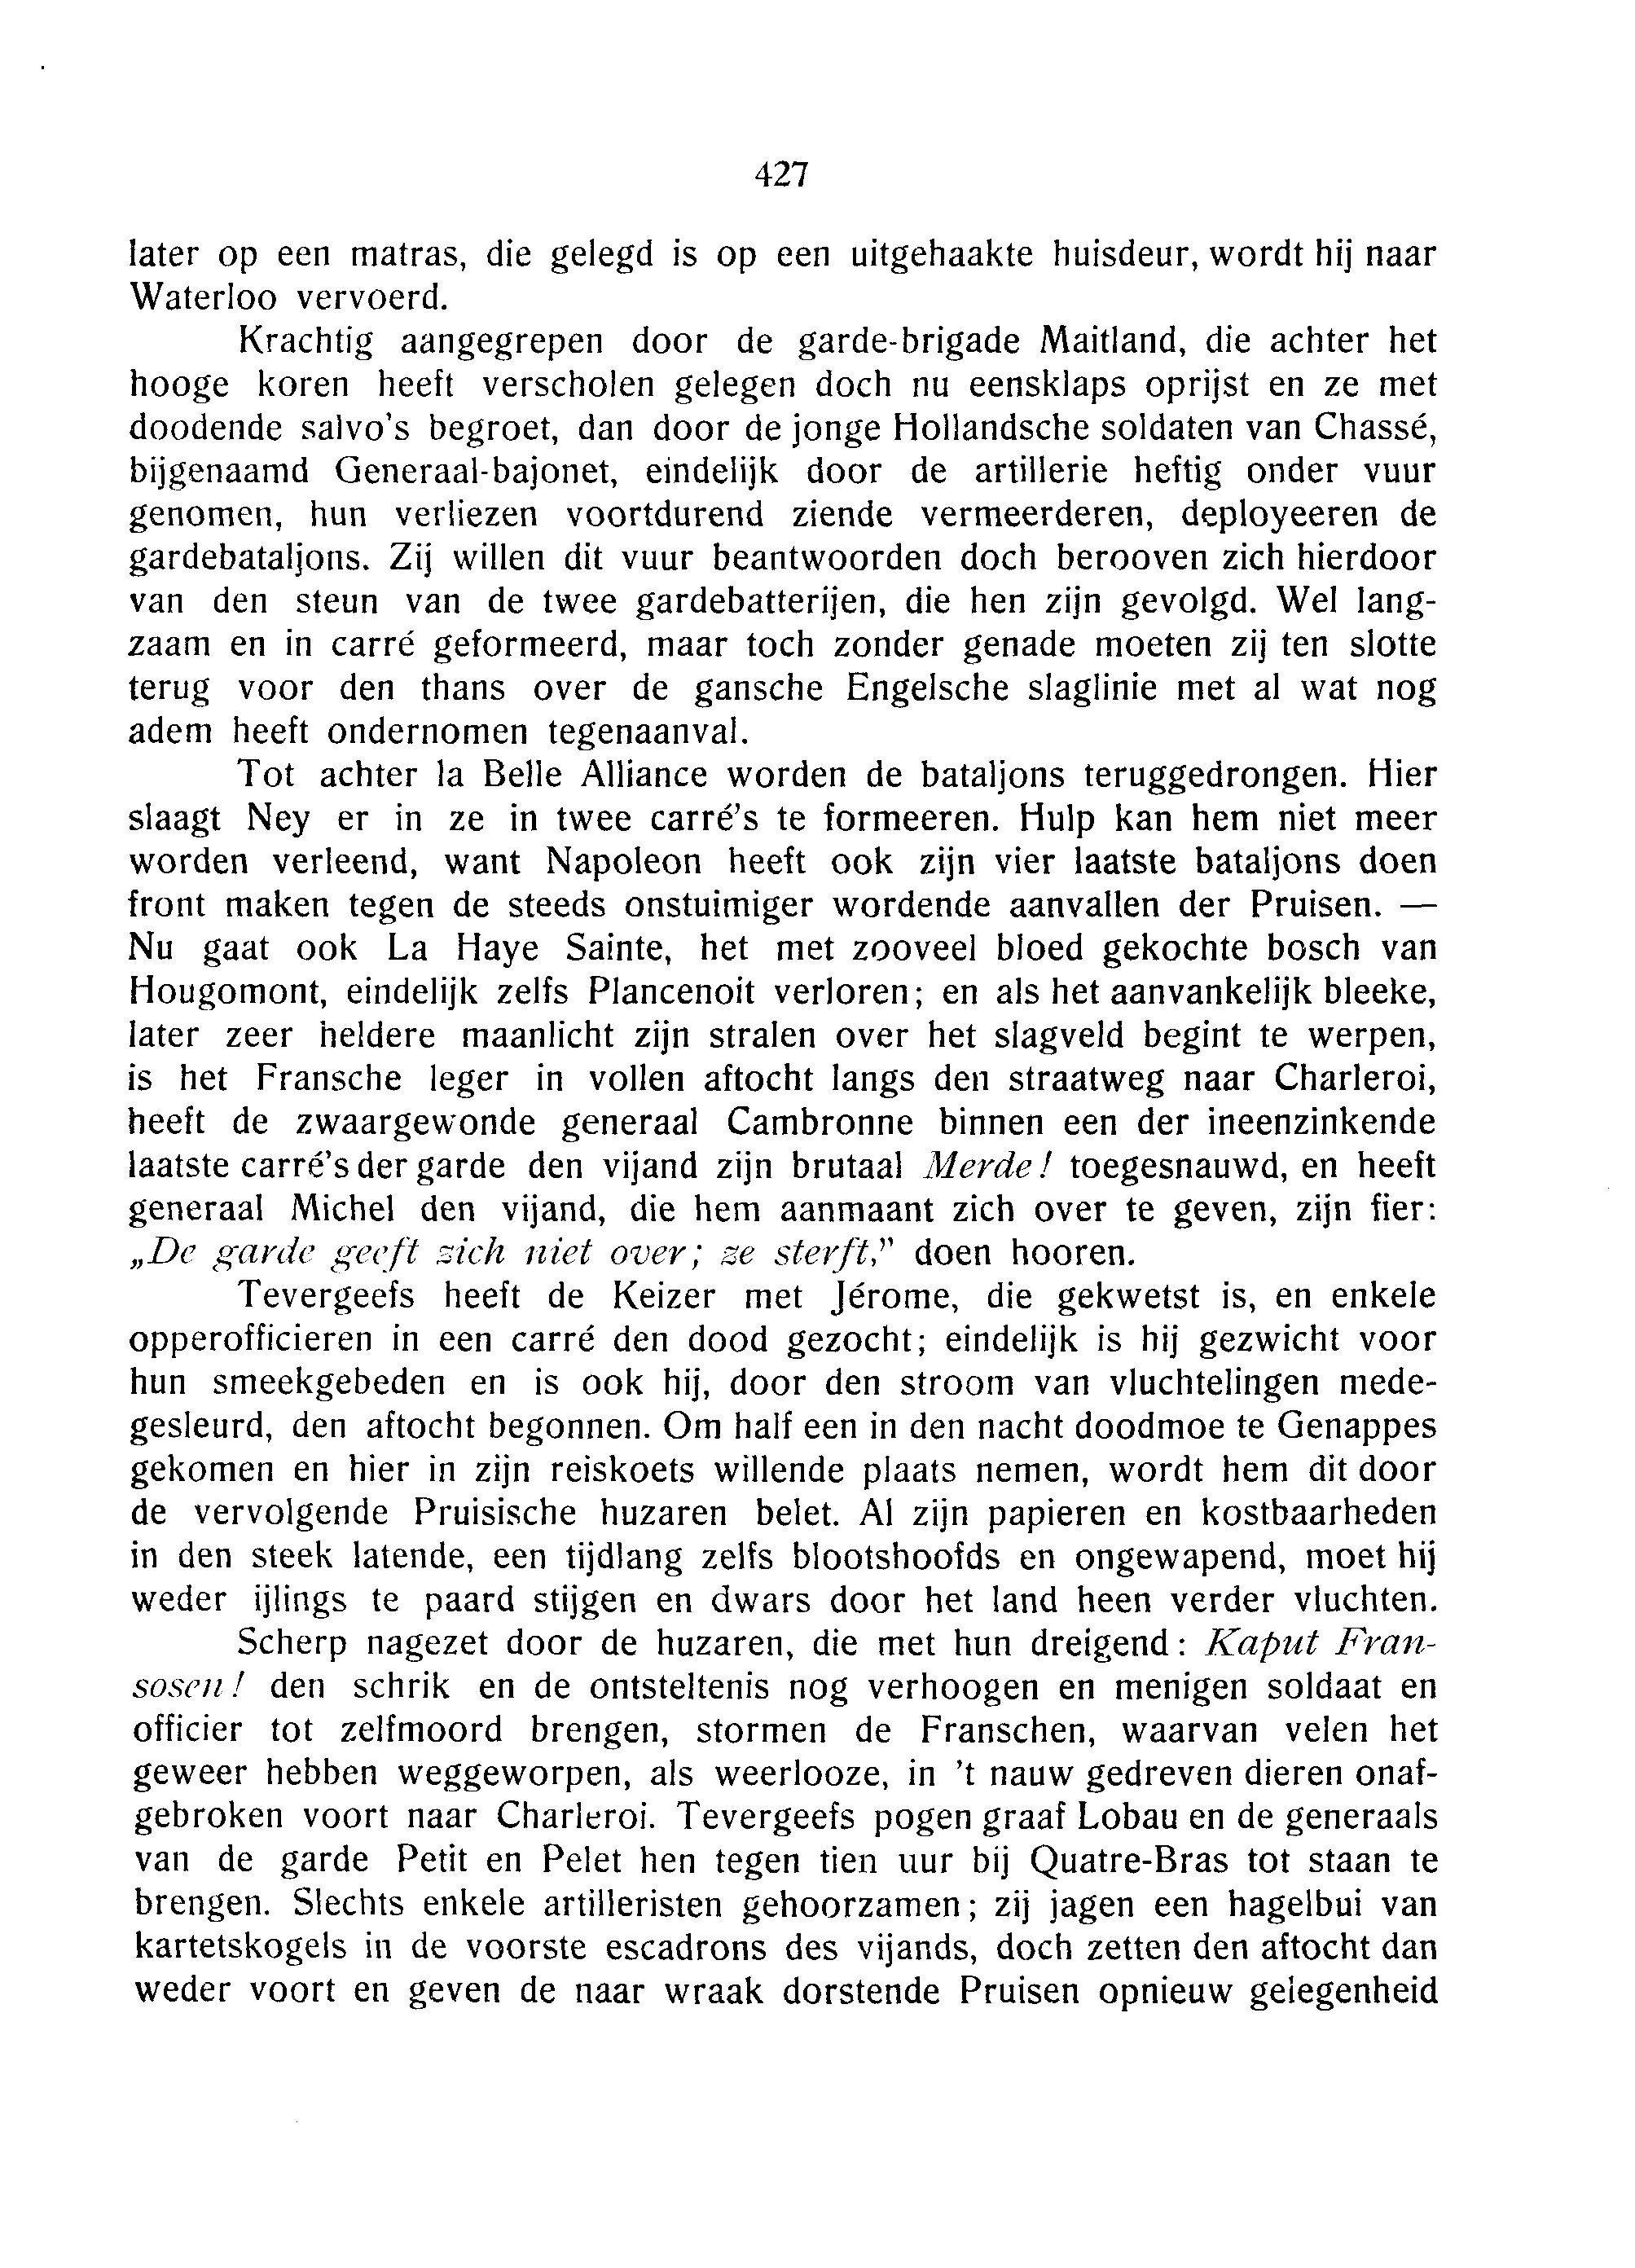 427
later op een matras, die gelegd is op een uitgehaakte huisdeur, wordt hij naar
Waterloo vervoerd.
Krachtig aangegrepen door de garde-brigade Maitland, die achter het
hooge koren heeft verscholen gelegen doch nu eensklaps oprijst en ze met
doodende salvo's begroet, dan door de jonge Hollandsche soldaten van Chassé,
bijgenaamd Generaal-bajonet, eindelijk door de artillerie heftig onder vuur
genomen, hun verliezen voortdurend ziende vermeerderen, deployeeren de
gardebataljons. Zij willen dit vuur beantwoorden doch berooven zich hierdoor
van den steun van de twee gardebatterijen, die hen zijn gevolgd. Wel lang-
zaam en in carré geformeerd, maar toch zonder genade moeten zij ten slotte
terug voor den thans over de gansche Engelsche slaglinie met al wat nog
adem heeft ondernomen tegenaanval.
Tot achter la Belle Alliance worden de bataljons teruggedrongen. Hier
slaagt Ney er in ze in twee carré's te formeeren. Hulp kan hem niet meer
worden verleend, want Napoleon heeft ook zijn vier laatste bataljons doen
front maken tegen de steeds onstuimiger wordende aanvallen der Pruisen. —
Nu gaat ook La Haye Sainte, het met zooveel bloed gekochte bosch van
Hougomont, eindelijk zelfs Plancenoit verloren; en als het aanvankelijk bleeke,
later zeer heldere maanlicht zijn stralen over het slagveld begint te werpen,
is het Fransche leger in vollen aftocht langs den straatweg naar Charleroi,
heeft de zwaargewonde generaal Cambronne binnen een der ineenzinkende
laatste carré's der garde den vijand zijn brutaal Merde! toegesnauwd, en heeft
generaal Michel den vijand, die hem aanmaant zich over te geven, zijn fier:
„De garde geeft zich niet over; ze sterft," doen hooren.
Tevergeefs heeft de Keizer met Jérome, die gekwetst is, en enkele
opperofficieren in een carré den dood gezocht; eindelijk is hij gezwicht voor
hun smeekgebeden en is ook hij, door den stroom van vluchtelingen mede-
gesleurd, den aftocht begonnen. Om half een in den nacht doodmoe te Genappes
gekomen en hier in zijn reiskoets willende plaats nemen, wordt hem dit door
de vervolgende Pruisische huzaren belet. Al zijn papieren en kostbaarheden
in den steek latende, een tijdlang zelfs blootshoofds en ongewapend, moet hij
weder ijlings te paard stijgen en dwars door het land heen verder vluchten.
Scherp nagezet door de huzaren, die met hun dreigend: Kaput Fran-
sosen! den schrik en de ontsteltenis nog verhoogen en menigen soldaat en
officier tot zelfmoord brengen, stormen de Franschen, waarvan velen het
geweer hebben weggeworpen, als weerlooze, in 't nauw gedreven dieren onaf-
gebroken voort naar Charleroi. Tevergeefs pogen graaf Lobau en de generaals
van de garde Petit en Pelet hen tegen tien uur bij Quatre-Bras tot staan te
brengen. Slechts enkele artilleristen gehoorzamen; zij jagen een hagelbui van
kartetskogels in de voorste escadrons des vijands, doch zetten den aftocht dan
weder voort en geven de naar wraak dorstende Pruisen opnieuw gelegenheid